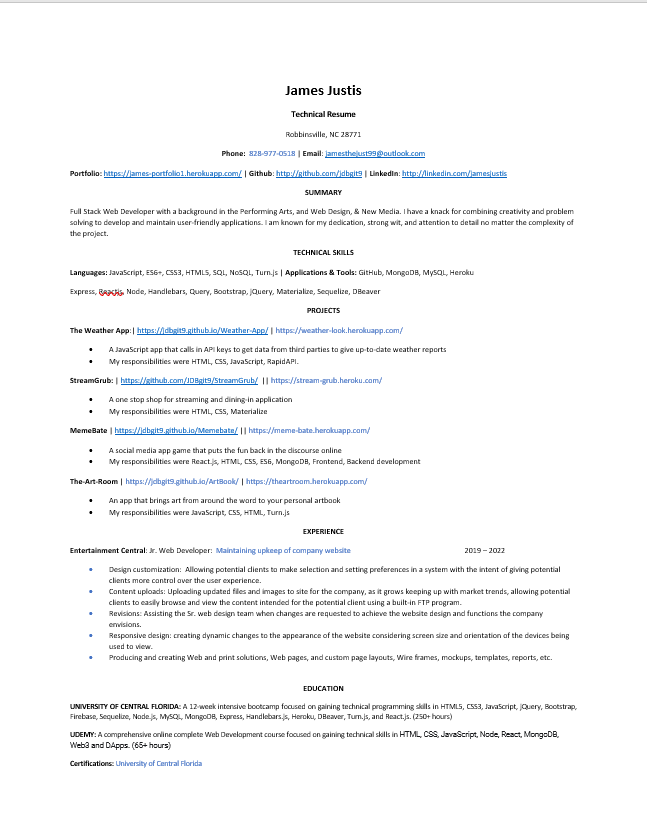 James Justis
Technical Resume
Robbinsville, NC 28771
Phone: 828-977-0518 | Email: jamesthejust99@outlook.com
Portfolio: https://james-portfolio1.herokuapp.com/ | Github: http://github.com/jdbgit9 | LinkedIn: http://linkedin.com/jamesjustis
SUMMARY
Full Stack Web Developer with a background in the Performing Arts, and Web Design, & New Media. I have a knack for combining creativity and problem
solving to develop and maintain user-friendly applications. I am known for my dedication, strong wit, and attention to detail no matter the complexity of
the project.
TECHNICAL SKILLS
Languages: JavaScript, ES6+, CSS3, HTML5, SQL, NoSQL, Turn.js | Applications & Tools: GitHub, MongoDB, MySQL, Heroku
Express, Reactjs, Node, Handlebars, Query, Bootstrap, jQuery, Materialize, Sequelize, DBeaver
PROJECTS
The Weather App:| https://jdbgit9.github.io/Weather-App/ | https://weather-look.herokuapp.com/
• A JavaScript app that calls in API keys to get data from third parties to give up-to-date weather reports
• My responsibilities were HTML, CSS, JavaScript, RapidAPI.
StreamGrub: | https://github.com/JDBgit9/StreamGrub/ || https://stream-grub.heroku.com/
• A one stop shop for streaming and dining-in application
• My responsibilities were HTML, CSS, Materialize
MemeBate | https://jdbgit9.github.io/Memebate/ || https://meme-bate.herokuapp.com/
• A social media app game that puts the fun back in the discourse online
• My responsibilities were React.js, HTML, CSS, ES6, MongoDB, Frontend, Backend development
The-Art-Room | https://jdbgit9.github.io/ArtBook/ | https://theartroom.herokuapp.com/
• An app that brings art from around the word to your personal artbook
• My responsibilities were JavaScript, CSS, HTML, Turn.js
EXPERIENCE
Entertainment Central: Jr. Web Developer: Maintaining upkeep of company website 2019 – 2022
• Design customization: Allowing potential clients to make selection and setting preferences in a system with the intent of giving potential
clients more control over the user experience.
• Content uploads: Uploading updated files and images to site for the company, as it grows keeping up with market trends, allowing potential
clients to easily browse and view the content intended for the potential client using a built-in FTP program.
• Revisions: Assisting the Sr. web design team when changes are requested to achieve the website design and functions the company
envisions.
• Responsive design: creating dynamic changes to the appearance of the website considering screen size and orientation of the devices being
used to view.
• Producing and creating Web and print solutions, Web pages, and custom page layouts, Wire frames, mockups, templates, reports, etc.
EDUCATION
UNIVERSITY OF CENTRAL FLORIDA: A 12-week intensive bootcamp focused on gaining technical programming skills in HTML5, CSS3, JavaScript, jQuery, Bootstrap,
Firebase, Sequelize, Node.js, MySQL, MongoDB, Express, Handlebars.js, Heroku, DBeaver, Turn.js, and React.js. (250+ hours)
UDEMY: A comprehensive online complete Web Development course focused on gaining technical skills in HTML, CSS, JavaScript, Node, React, MongoDB,
Web3 and DApps. (65+ hours)
Certifications: University of Central Florida